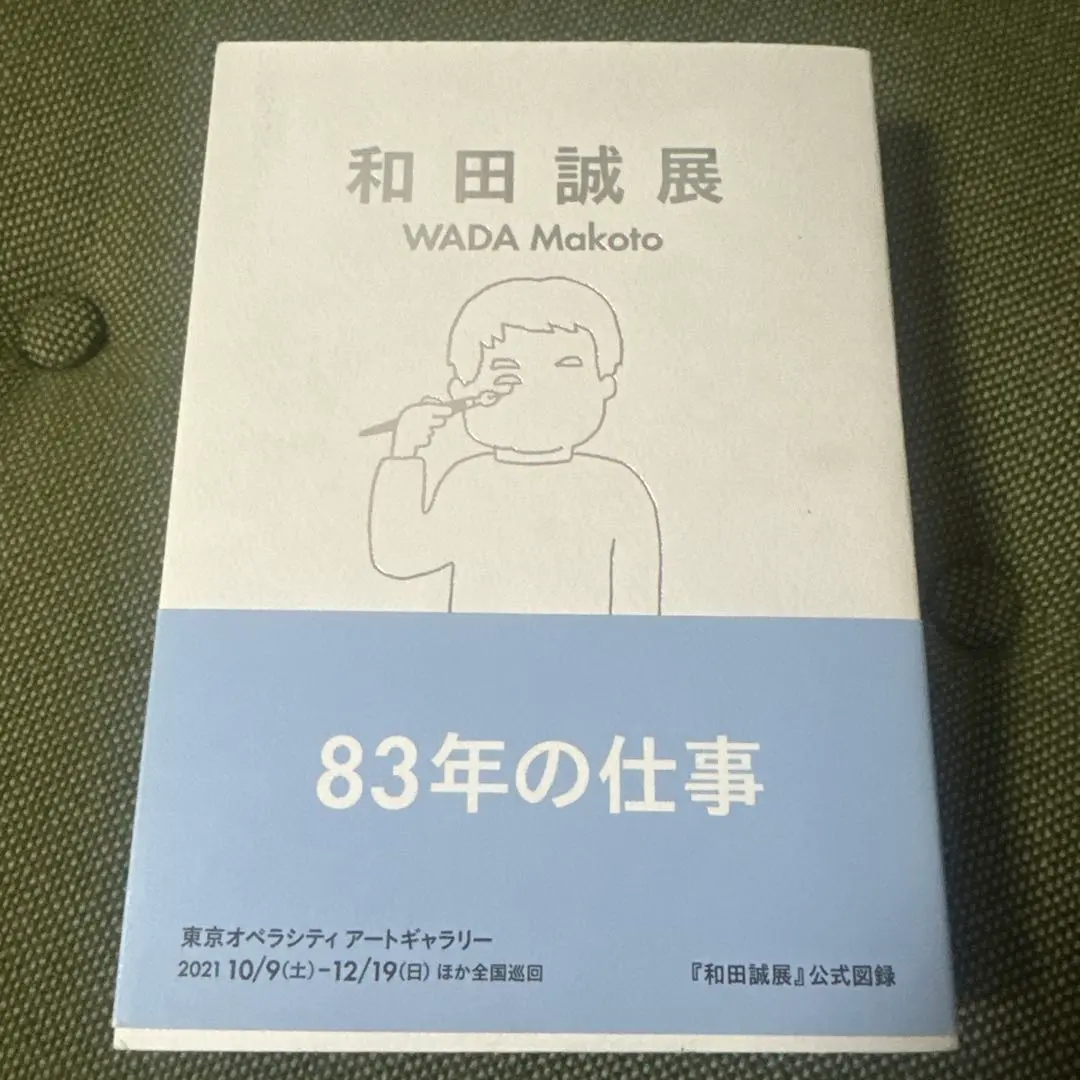 和田誠展
WADA Makoto
83年の仕事
東京オペラシティ アートギャラリー
2021 10/9(土)-12/19(日) ほか全国巡回
『和田誠展』公式図録